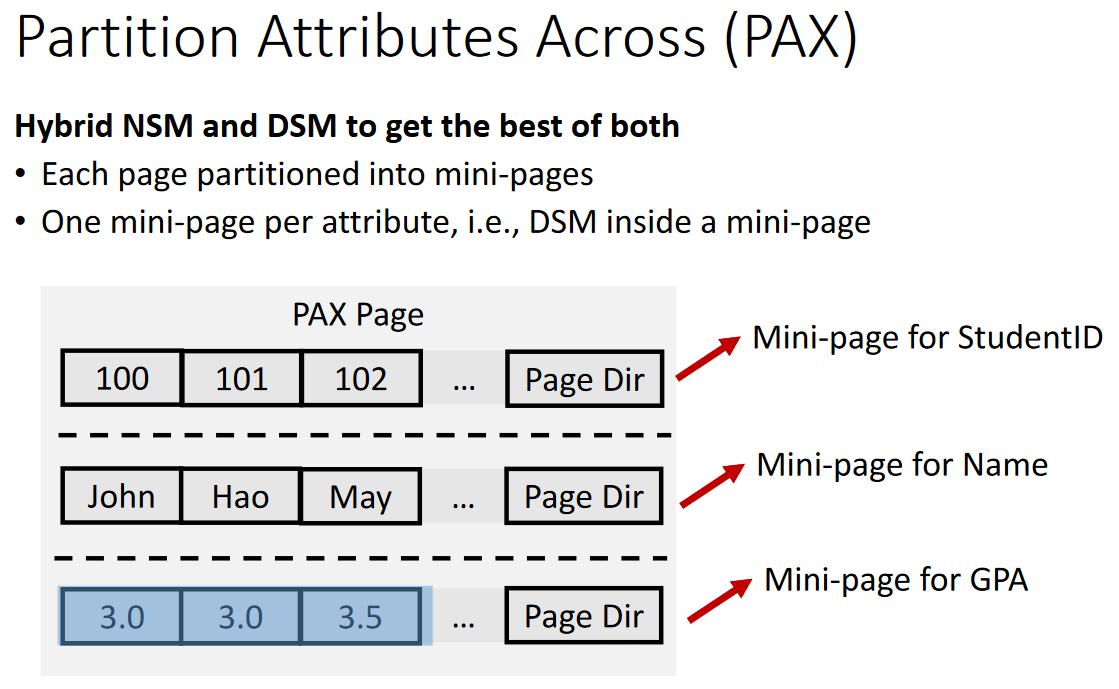 Partition Attributes Across (PAX)
Hybrid NSM and DSM to get the best of both
• Each page partitioned into mini-pages
• One mini-page per attribute, i.e., DSM inside a mini-page
PAX Page
100 101 102 ... Page Dir
Mini-page for StudentID
John Hao May ... Page Dir
Mini-page for Name
3.0 3.0 3.5 ... Page Dir
Mini-page for GPA